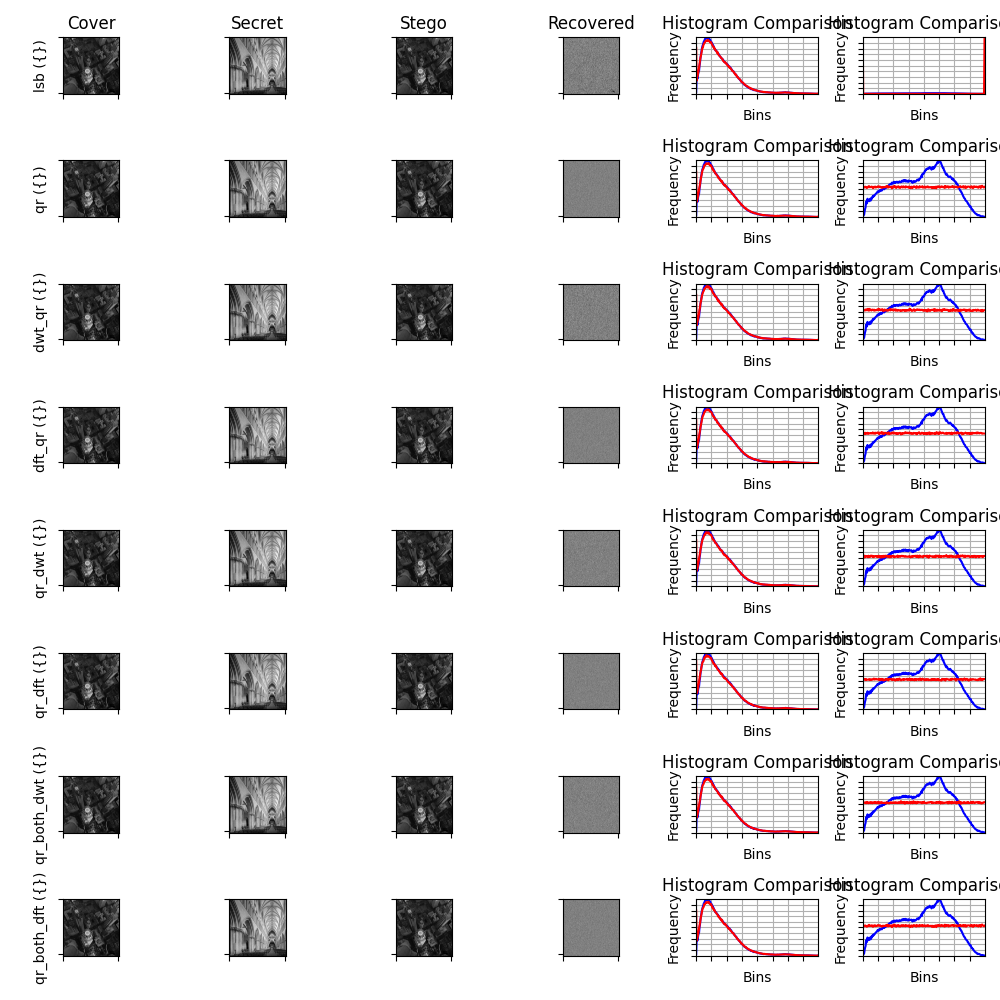 Cover Secret Stego Recovered Histogram Comparison Histogram Comparis
lsb ({}) Frequency Frequency
Bins Bins
Histogram Comparison Histogram Comparis
qr ({}) Frequency Frequency
Bins Bins
Histogram Comparison Histogram Comparis
dwt_qr ({}) Frequency Frequency
Bins Bins
Histogram Comparison Histogram Comparis
dft_qr ({}) Frequency Frequency
Bins Bins
Histogram Comparison Histogram Comparis
qr_dwt ({}) Frequency Frequency
Bins Bins
Histogram Comparison Histogram Comparis
qr_dft ({}) Frequency Frequency
Bins Bins
Histogram Comparison Histogram Comparis
qr_both_dwt ({}) Frequency Frequency
Bins Bins
Histogram Comparison Histogram Comparis
qr_both_dft ({}) Frequency Frequency
Bins Bins